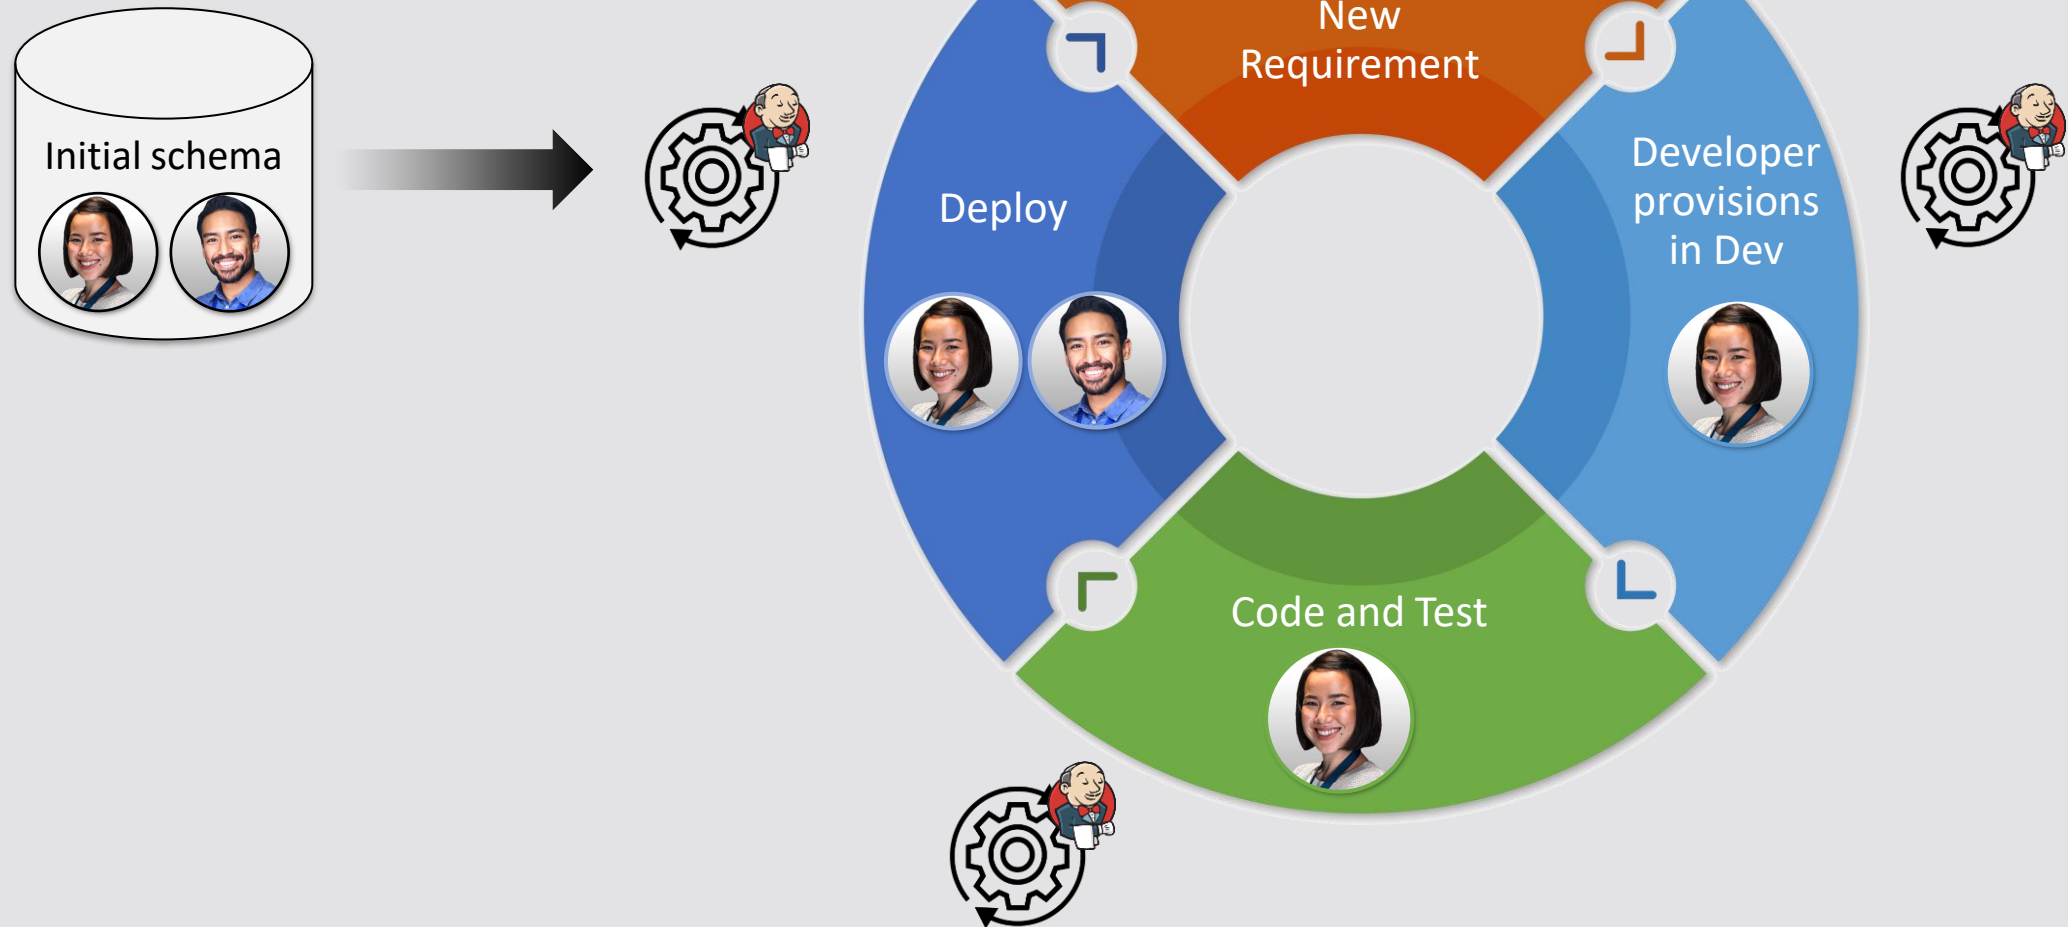 New
Requirement
Initial schema
Developer
provisions
in Dev
Deploy
Code and Test